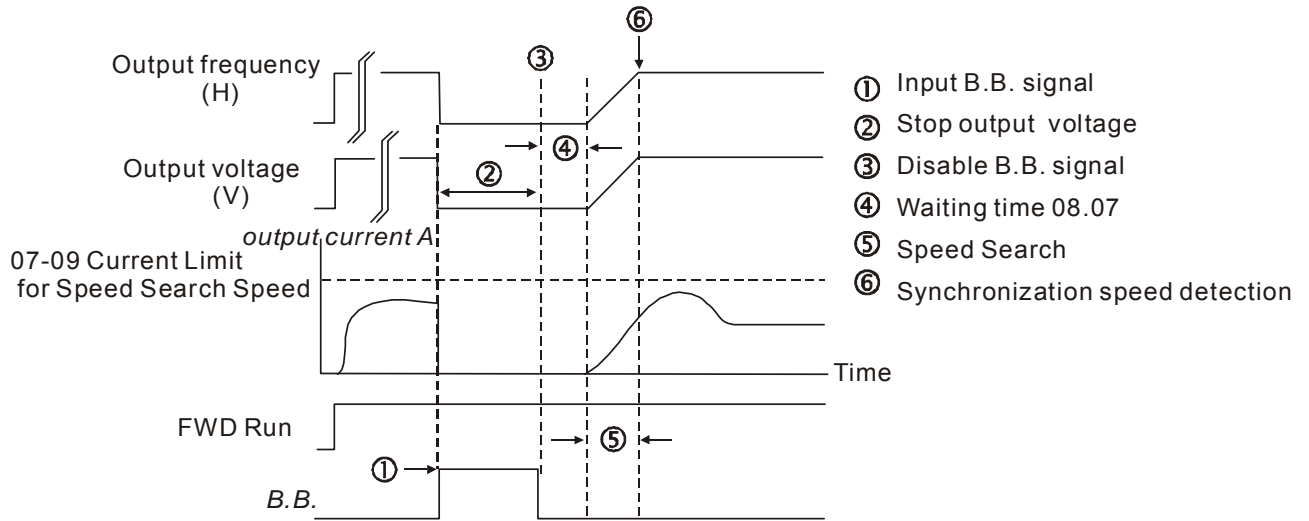 Output frequency
(H)
Output voltage
(V)
output current A
07-09 Current Limit
for Speed Search Speed
FWD Run
B.B.
Time
③
⑥
④
②
⑤
①
① Input B.B. signal
② Stop output voltage
③ Disable B.B. signal
④ Waiting time 08.07
⑤ Speed Search
⑥ Synchronization speed detection